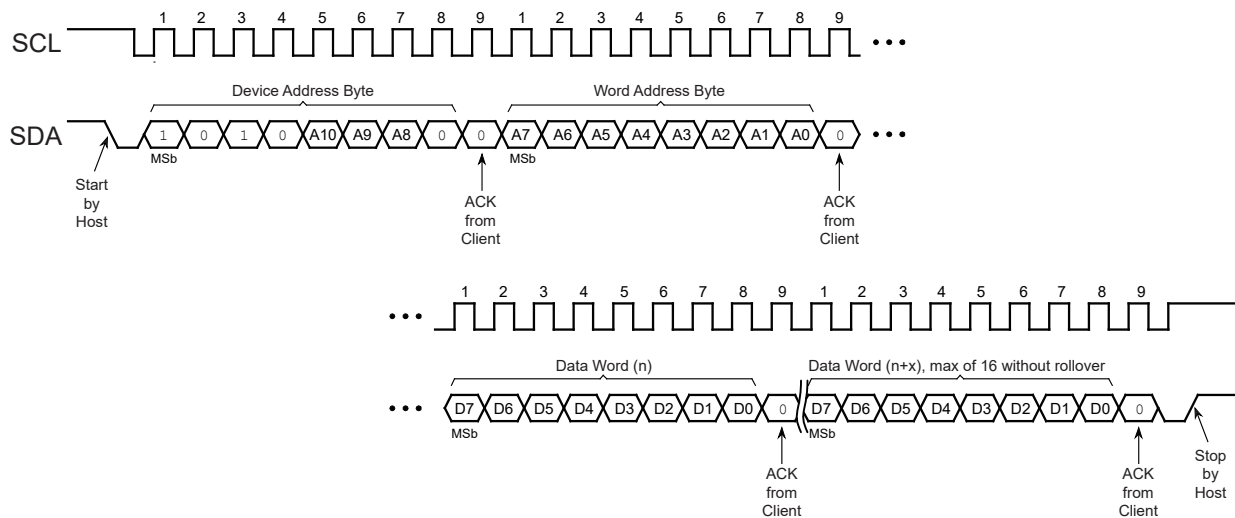 1 2 3 4 5 6 7 8 9 1 2 3 4 5 6 7 8 9
SCL
Device Address Byte Word Address Byte
SDA 1 0 1 0 A10 A9 A8 0 0 A7 A6 A5 A4 A3 A2 A1 A0 0
MSb MSb
Start
by
Host
ACK
from
Client
ACK
from
Client
1 2 3 4 5 6 7 8 9 1 2 3 4 5 6 7 8 9
Data Word (n) Data Word (n+x), max of 16 without rollover
D7 D6 D5 D4 D3 D2 D1 D0 0 D7 D6 D5 D4 D3 D2 D1 D0 0
MSb MSb
ACK
from
Client
ACK
from
Client
Stop
by
Host